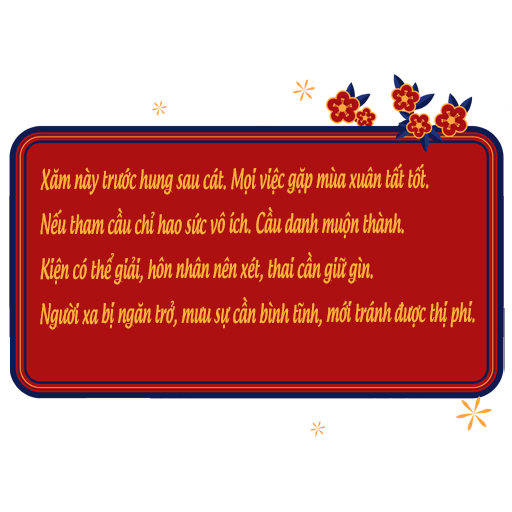 Xăm này trước hung sau cát. Mọi việc gặp mùa xuân tất tốt.
Nếu tham cầu chỉ hao sức vô ích. Cầu danh muộn thành.
Kiện có thể giải, hôn nhân nên xét, thai cần giữ gìn.
Người xa bị ngăn trở, mưu sự cần bình tĩnh, mới tránh được thị phi.